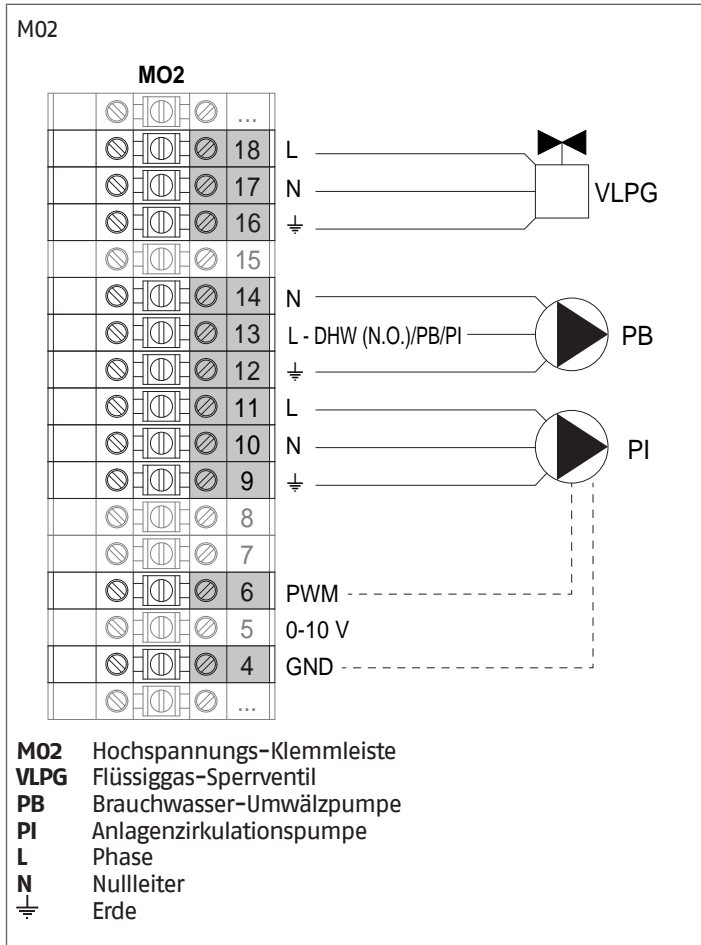 M02
MO2
...
18 L
17 N VLPG
16 ⏚
15
14 N
13 L - DHW (N.O.)/PB/PI PB
12 ⏚
11 L
10 N PI
9 ⏚
8
7
6 PWM
5 0-10 V
4 GND
...
M02 Hochspannungs-Klemmleiste
VLPG Flüssiggas-Sperrventil
PB Brauchwasser-Umwälzpumpe
PI Anlagenzirkulationspumpe
L Phase
N Nullleiter
⏚ Erde